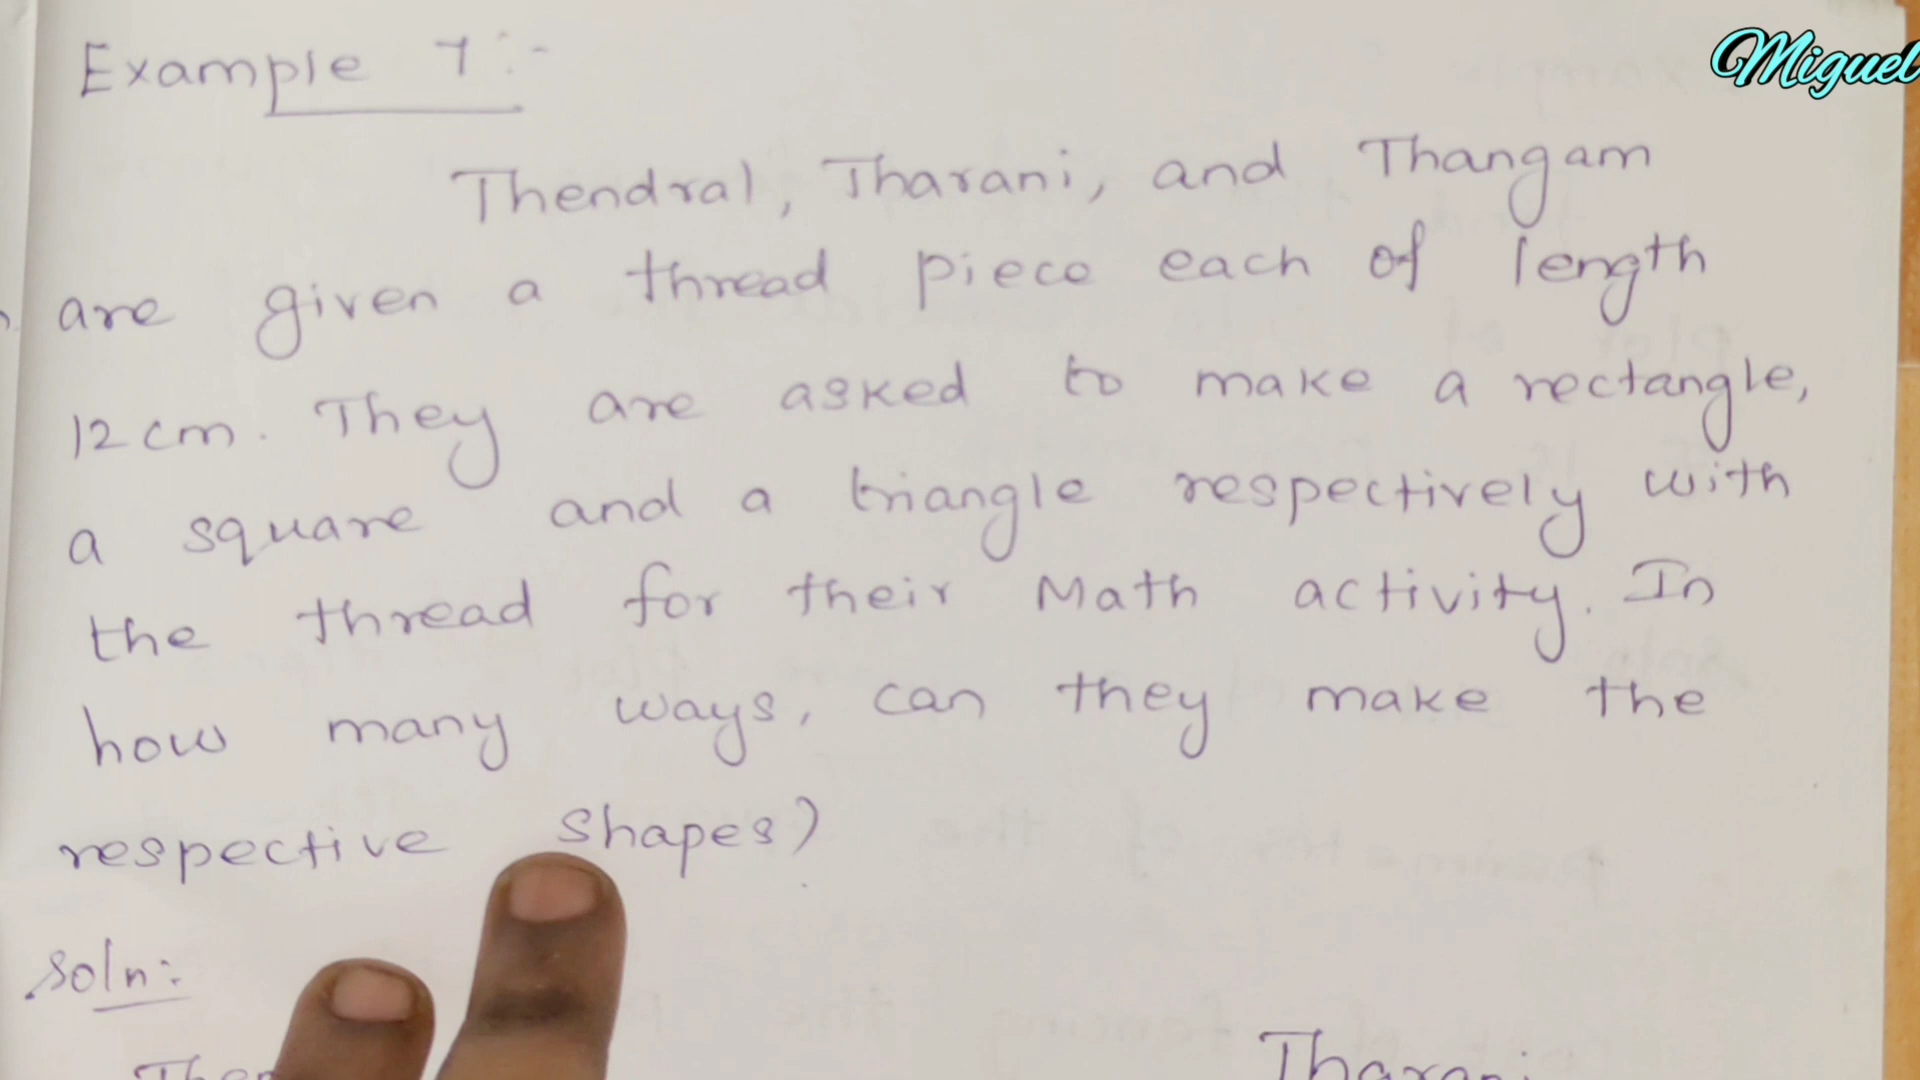 Example 7:-
Miguel
Thendral, Tharani, and Thangam
are given a thread piece each of length
12cm. They are asked to make a rectangle,
a square and a triangle respectively with
the thread for their Math activity. In
how many ways, can they make the
respective shapes?
Soln:
Tharani